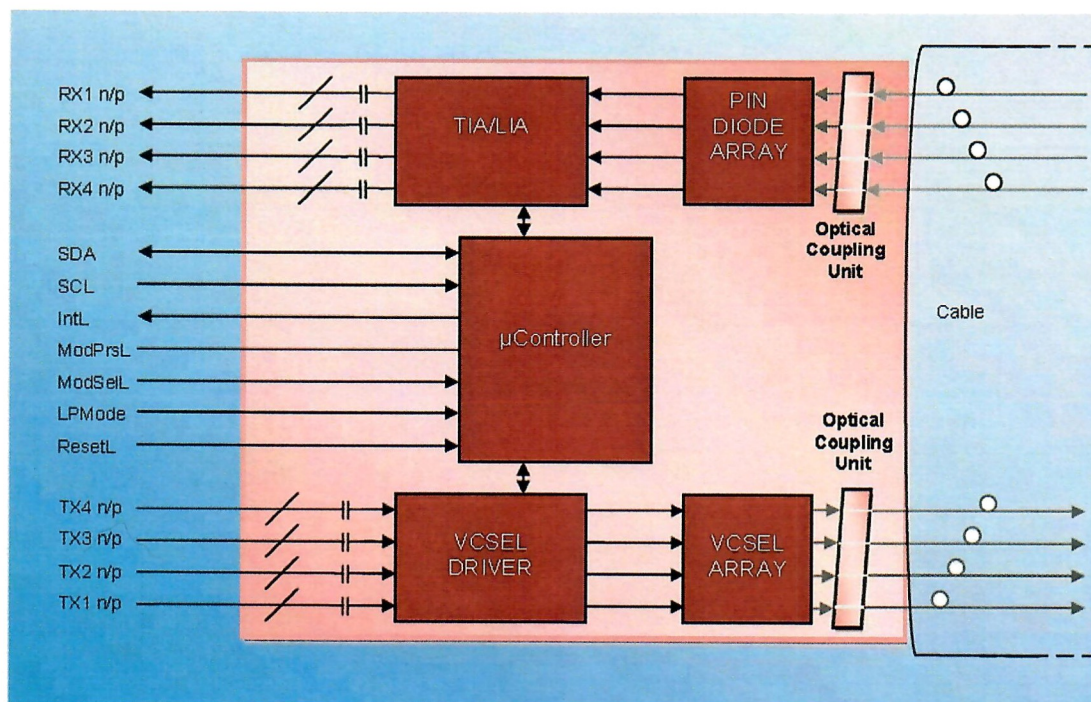 RX1 n/p
RX2 n/p
RX3 n/p
RX4 n/p
TIA/LIA
PIN
DIODE
ARRAY
Optical
Coupling
Unit
SDA
SCL
IntL
ModPrsL
ModSelL
LPMode
ResetL
µController
Cable
Optical
Coupling
Unit
TX4 n/p
TX3 n/p
TX2 n/p
TX1 n/p
VCSEL
DRIVER
VCSEL
ARRAY